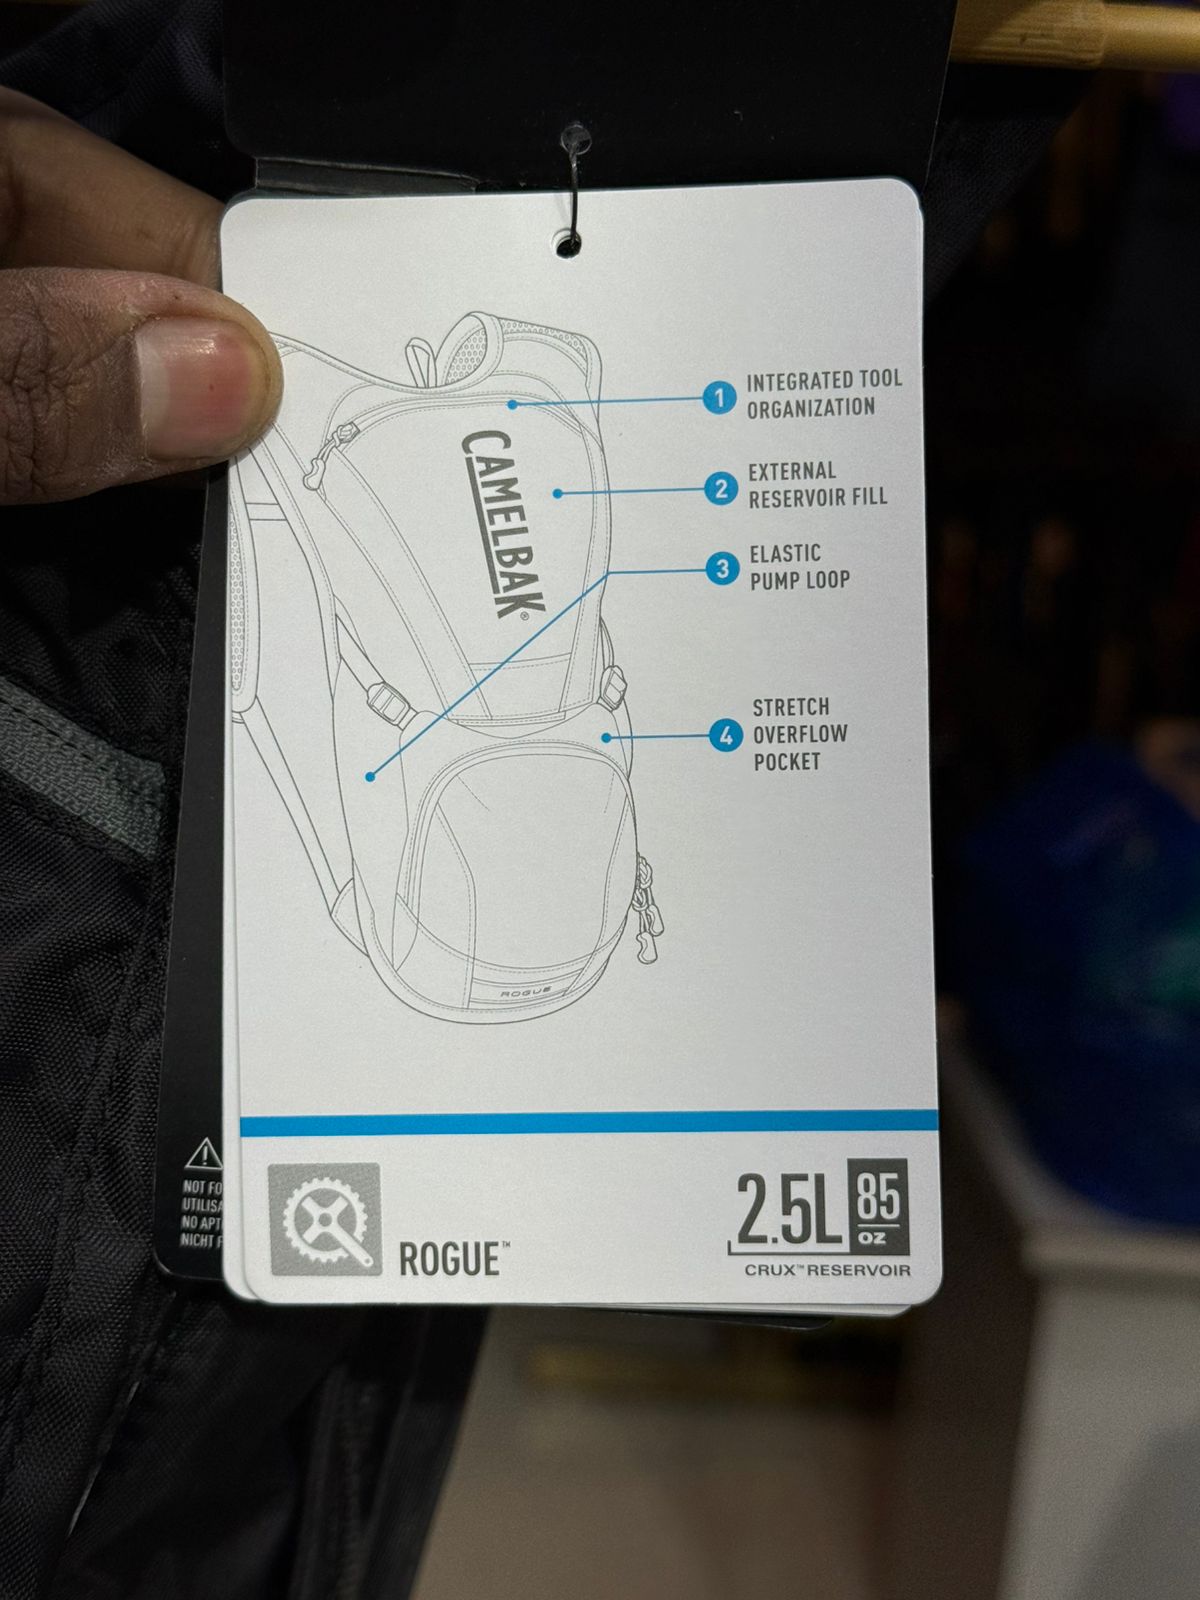 1 INTEGRATED TOOL
ORGANIZATION
2 EXTERNAL
RESERVOIR FILL
3 ELASTIC
PUMP LOOP
4 STRETCH
OVERFLOW
POCKET
CAMELBAK®
ROGUE
ROGUE™
2.5L 85
OZ
CRUX™ RESERVOIR
NOT FO
UTILISA
NO APT
NICHT F